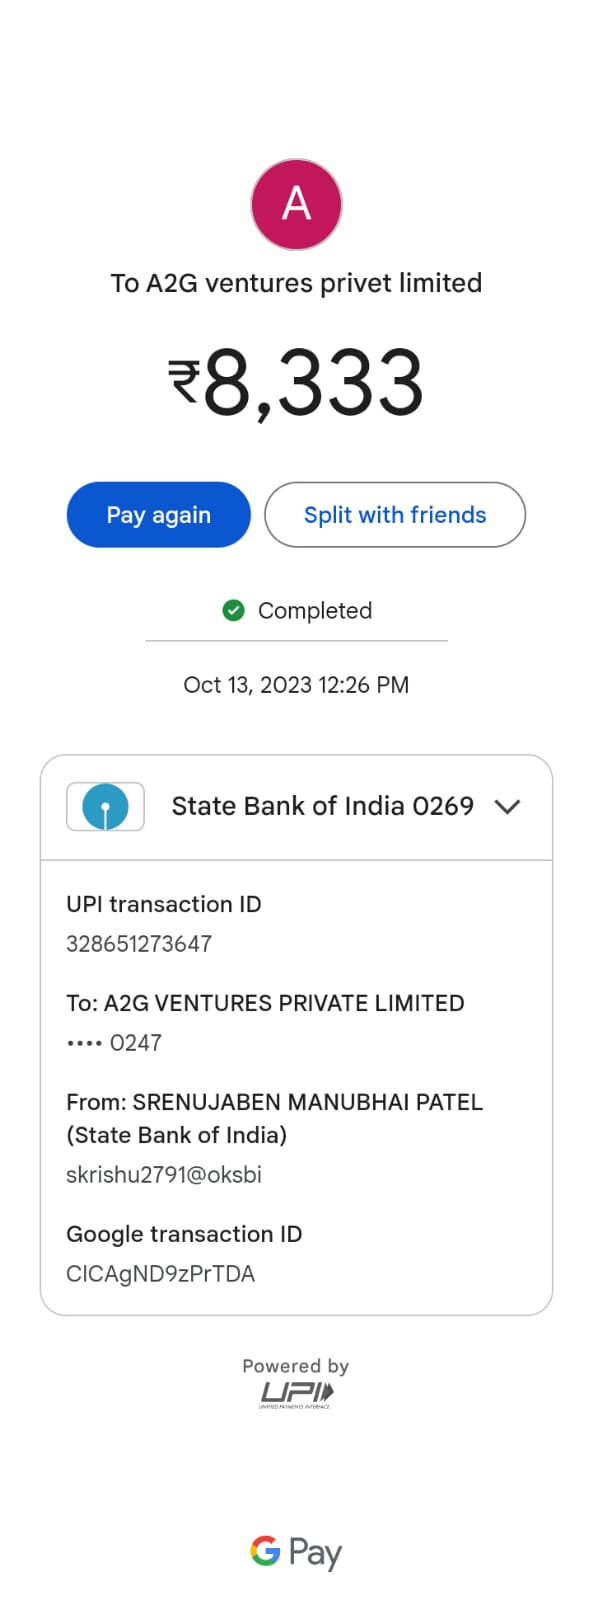 A
To A2G ventures privet limited
₹8,333
Pay again
Split with friends
Completed
Oct 13, 2023 12:26 PM
State Bank of India 0269
UPI transaction ID
328651273647
To: A2G VENTURES PRIVATE LIMITED
•••• 0247
From: SRENUJABEN MANUBHAI PATEL
(State Bank of India)
skrishu2791@oksbi
Google transaction ID
CICAgND9zPrTDA
Powered by
UPI
UNIFIED PAYMENTS INTERFACE
G Pay